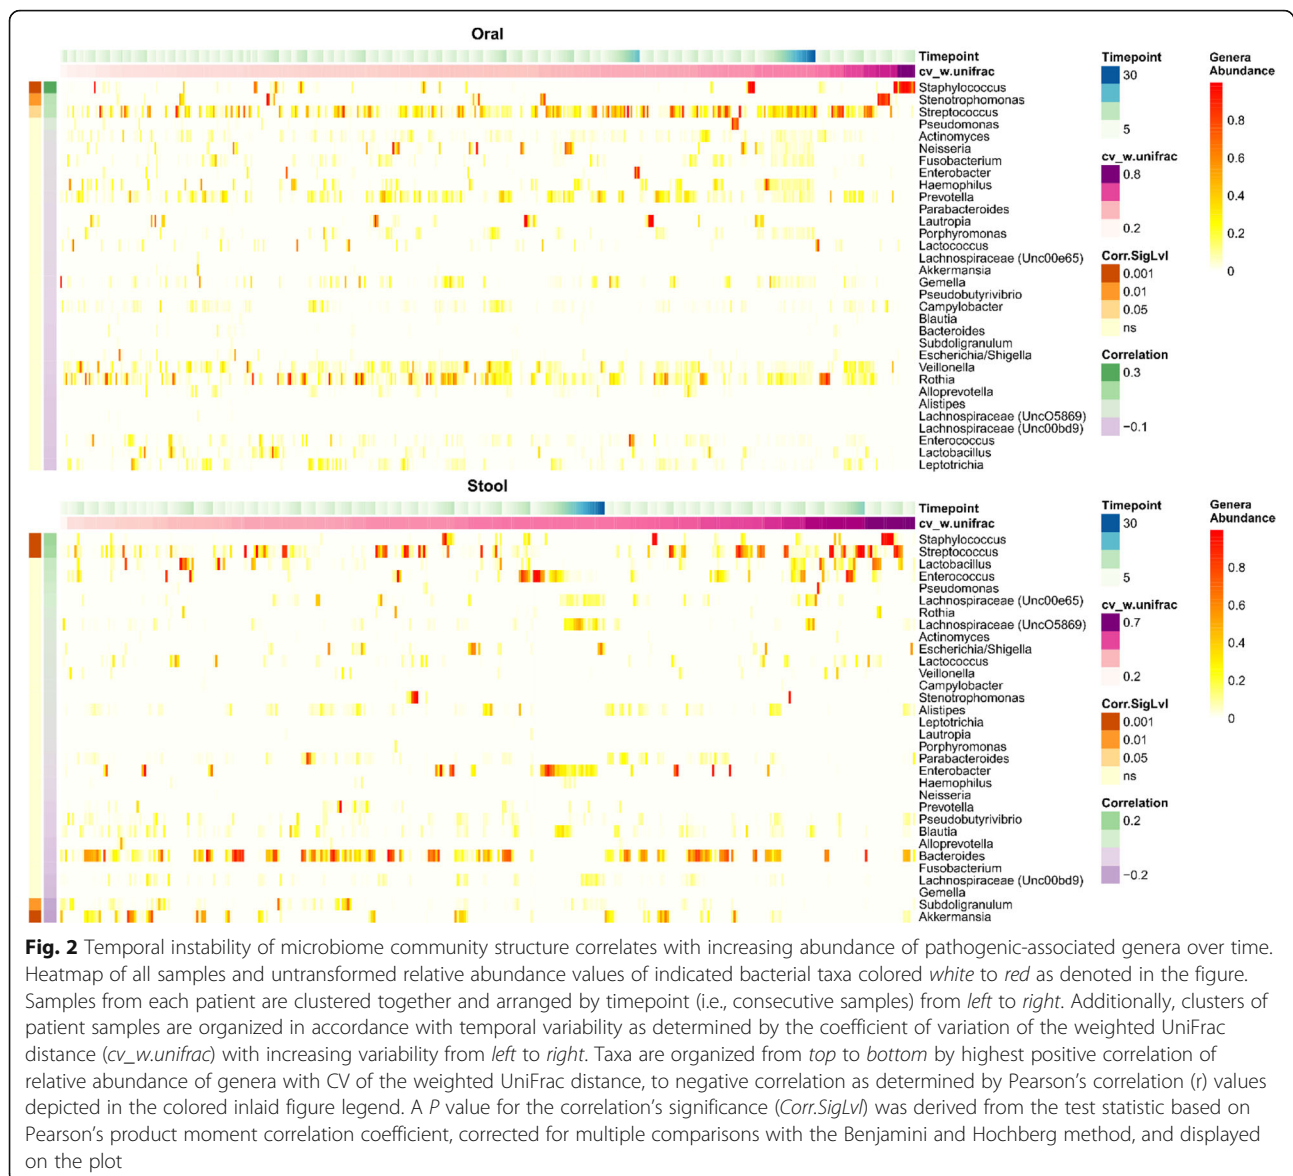 Oral
Timepoint
cv_w.unifrac
Staphylococcus
Stenotrophomonas
Streptococcus
Pseudomonas
Actinomyces
Neisseria
Fusobacterium
Enterobacter
Haemophilus
Prevotella
Parabacteroides
Lautropia
Porphyromonas
Lactococcus
Lachnospiraceae (Unc00e65)
Akkermansia
Gemella
Pseudobutyrivibrio
Campylobacter
Blautia
Bacteroides
Subdoligranulum
Escherichia/Shigella
Veillonella
Rothia
Alloprevotella
Alistipes
Lachnospiraceae (UncO5869)
Lachnospiraceae (Unc00bd9)
Enterococcus
Lactobacillus
Leptotrichia
Timepoint
30
5
cv_w.unifrac
0.8
0.2
Corr.SigLvl
0.001
0.01
0.05
ns
Correlation
0.3
−0.1
Genera
Abundance
0.8
0.6
0.4
0.2
0
Stool
Timepoint
cv_w.unifrac
Staphylococcus
Streptococcus
Lactobacillus
Enterococcus
Pseudomonas
Lachnospiraceae (Unc00e65)
Rothia
Lachnospiraceae (UncO5869)
Actinomyces
Escherichia/Shigella
Lactococcus
Veillonella
Campylobacter
Stenotrophomonas
Alistipes
Leptotrichia
Lautropia
Porphyromonas
Parabacteroides
Enterobacter
Haemophilus
Neisseria
Prevotella
Pseudobutyrivibrio
Blautia
Alloprevotella
Bacteroides
Fusobacterium
Lachnospiraceae (Unc00bd9)
Gemella
Subdoligranulum
Akkermansia
Timepoint
30
5
cv_w.unifrac
0.7
0.2
Corr.SigLvl
0.001
0.01
0.05
ns
Correlation
0.2
−0.2
Genera
Abundance
0.8
0.6
0.4
0.2
0
Fig. 2 Temporal instability of microbiome community structure correlates with increasing abundance of pathogenic-associated genera over time.
Heatmap of all samples and untransformed relative abundance values of indicated bacterial taxa colored white to red as denoted in the figure.
Samples from each patient are clustered together and arranged by timepoint (i.e., consecutive samples) from left to right. Additionally, clusters of
patient samples are organized in accordance with temporal variability as determined by the coefficient of variation of the weighted UniFrac
distance (cv_w.unifrac) with increasing variability from left to right. Taxa are organized from top to bottom by highest positive correlation of
relative abundance of genera with CV of the weighted UniFrac distance, to negative correlation as determined by Pearson's correlation (r) values
depicted in the colored inlaid figure legend. A P value for the correlation's significance (Corr.SigLvl) was derived from the test statistic based on
Pearson's product moment correlation coefficient, corrected for multiple comparisons with the Benjamini and Hochberg method, and displayed
on the plot